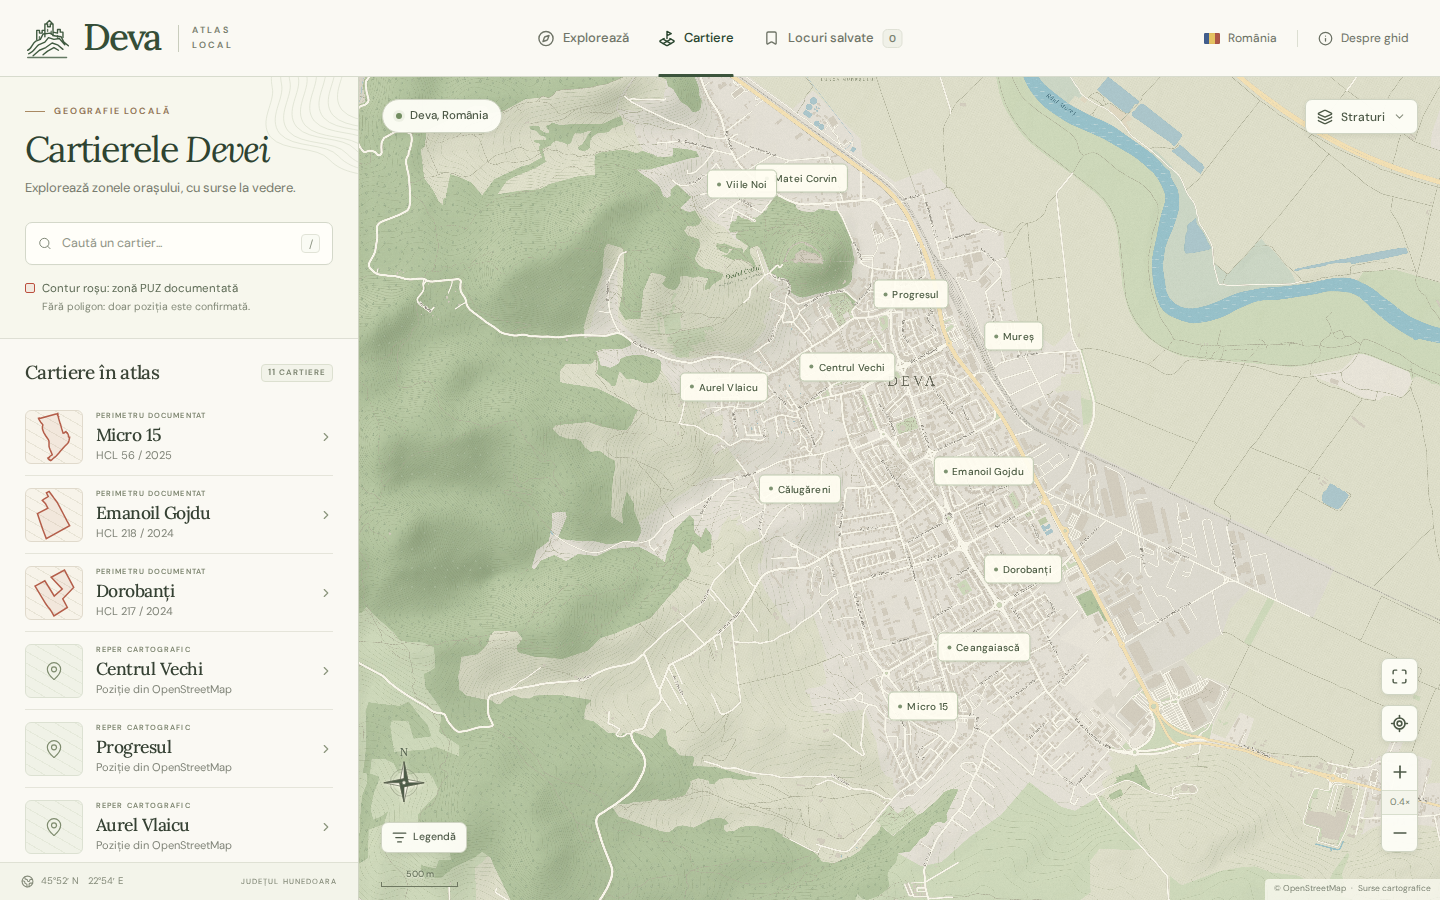 Deva
ATLAS
LOCAL
Explorează
Cartiere
Locuri salvate 0
România
Despre ghid
GEOGRAFIE LOCALĂ
Cartierele Devei
Explorează zonele orașului, cu surse la vedere.
Caută un cartier… /
Contur roșu: zonă PUZ documentată
Fără poligon: doar poziția este confirmată.
Cartiere în atlas
11 CARTIERE
PERIMETRU DOCUMENTAT
Micro 15
HCL 56 / 2025
PERIMETRU DOCUMENTAT
Emanoil Gojdu
HCL 218 / 2024
PERIMETRU DOCUMENTAT
Dorobanți
HCL 217 / 2024
REPER CARTOGRAFIC
Centrul Vechi
Poziție din OpenStreetMap
REPER CARTOGRAFIC
Progresul
Poziție din OpenStreetMap
REPER CARTOGRAFIC
Aurel Vlaicu
Poziție din OpenStreetMap
45°52' N 22°54' E
JUDEȚUL HUNEDOARA
Deva, România
Straturi
Viile Noi
Matei Corvin
Progresul
Mureș
Centrul Vechi
DEVA
Aurel Vlaicu
Emanoil Gojdu
Călugăreni
Dorobanți
Ceangaiască
Micro 15
N
Legendă
500 m
0.4×
© OpenStreetMap · Surse cartografice